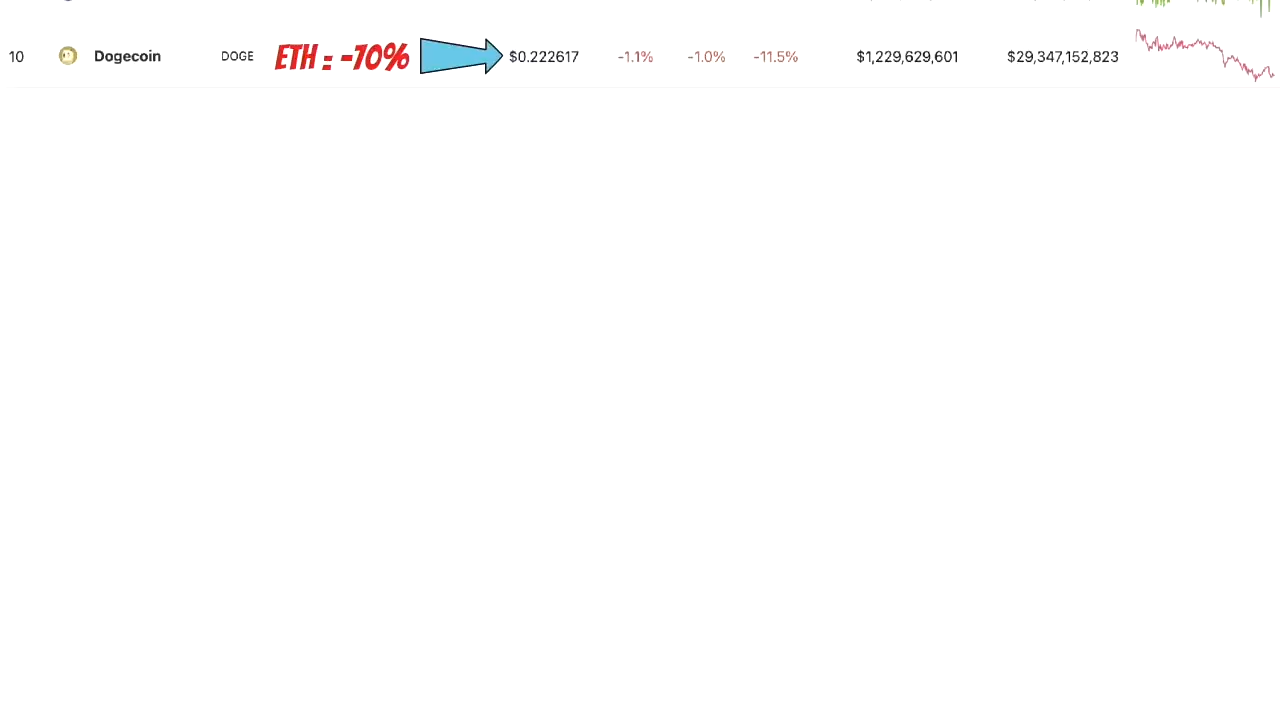 10 Dogecoin DOGE ETH = -70% $0.222617 -1.1% -1.0% -11.5% $1,229,629,601 $29,347,152,823